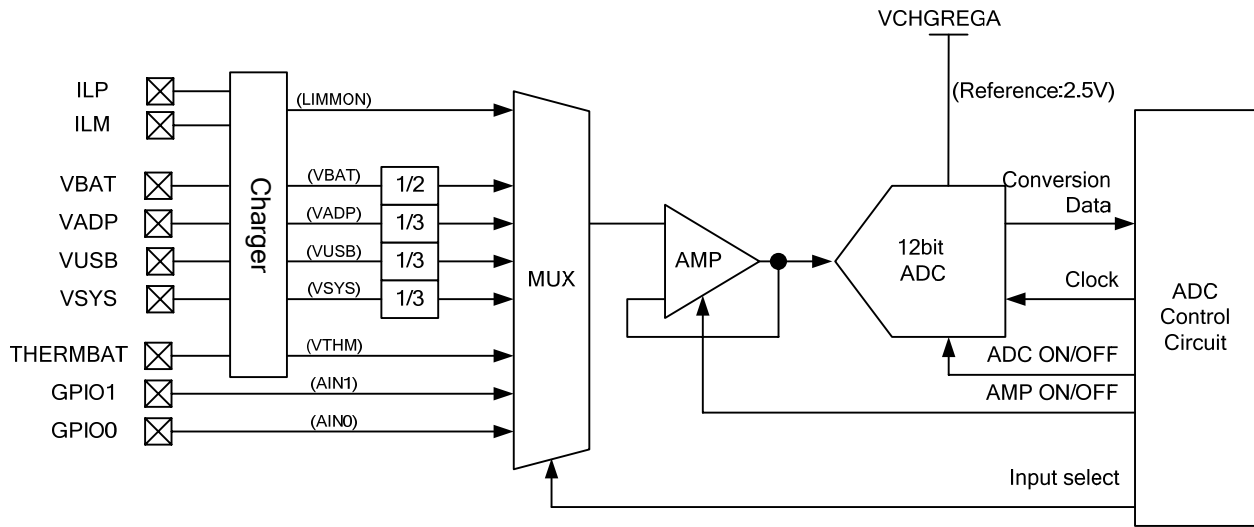 VCHGREGA
(Reference:2.5V)
ILP
ILM
VBAT
VADP
VUSB
VSYS
THERMBAT
GPIO1
GPIO0
Charger
(LIMMON)
(VBAT)
(VADP)
(VUSB)
(VSYS)
(VTHM)
(AIN1)
(AIN0)
1/2
1/3
1/3
1/3
MUX
AMP
12bit
ADC
Conversion
Data
Clock
ADC ON/OFF
AMP ON/OFF
Input select
ADC
Control
Circuit